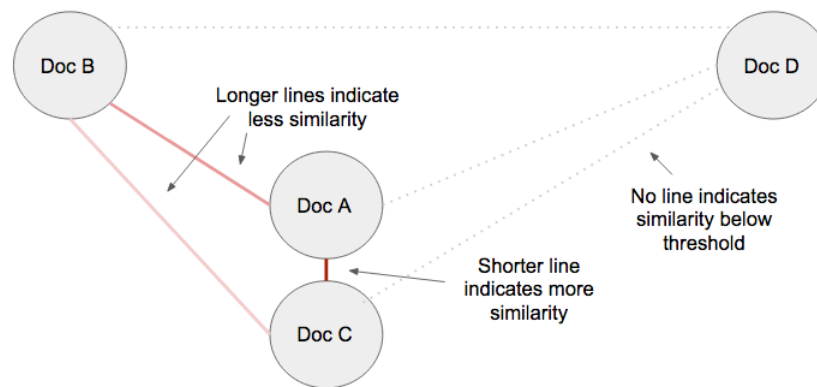 Doc B
Doc D
Longer lines indicate
less similarity
Doc A
No line indicates
similarity below
threshold
Shorter line
indicates more
similarity
Doc C